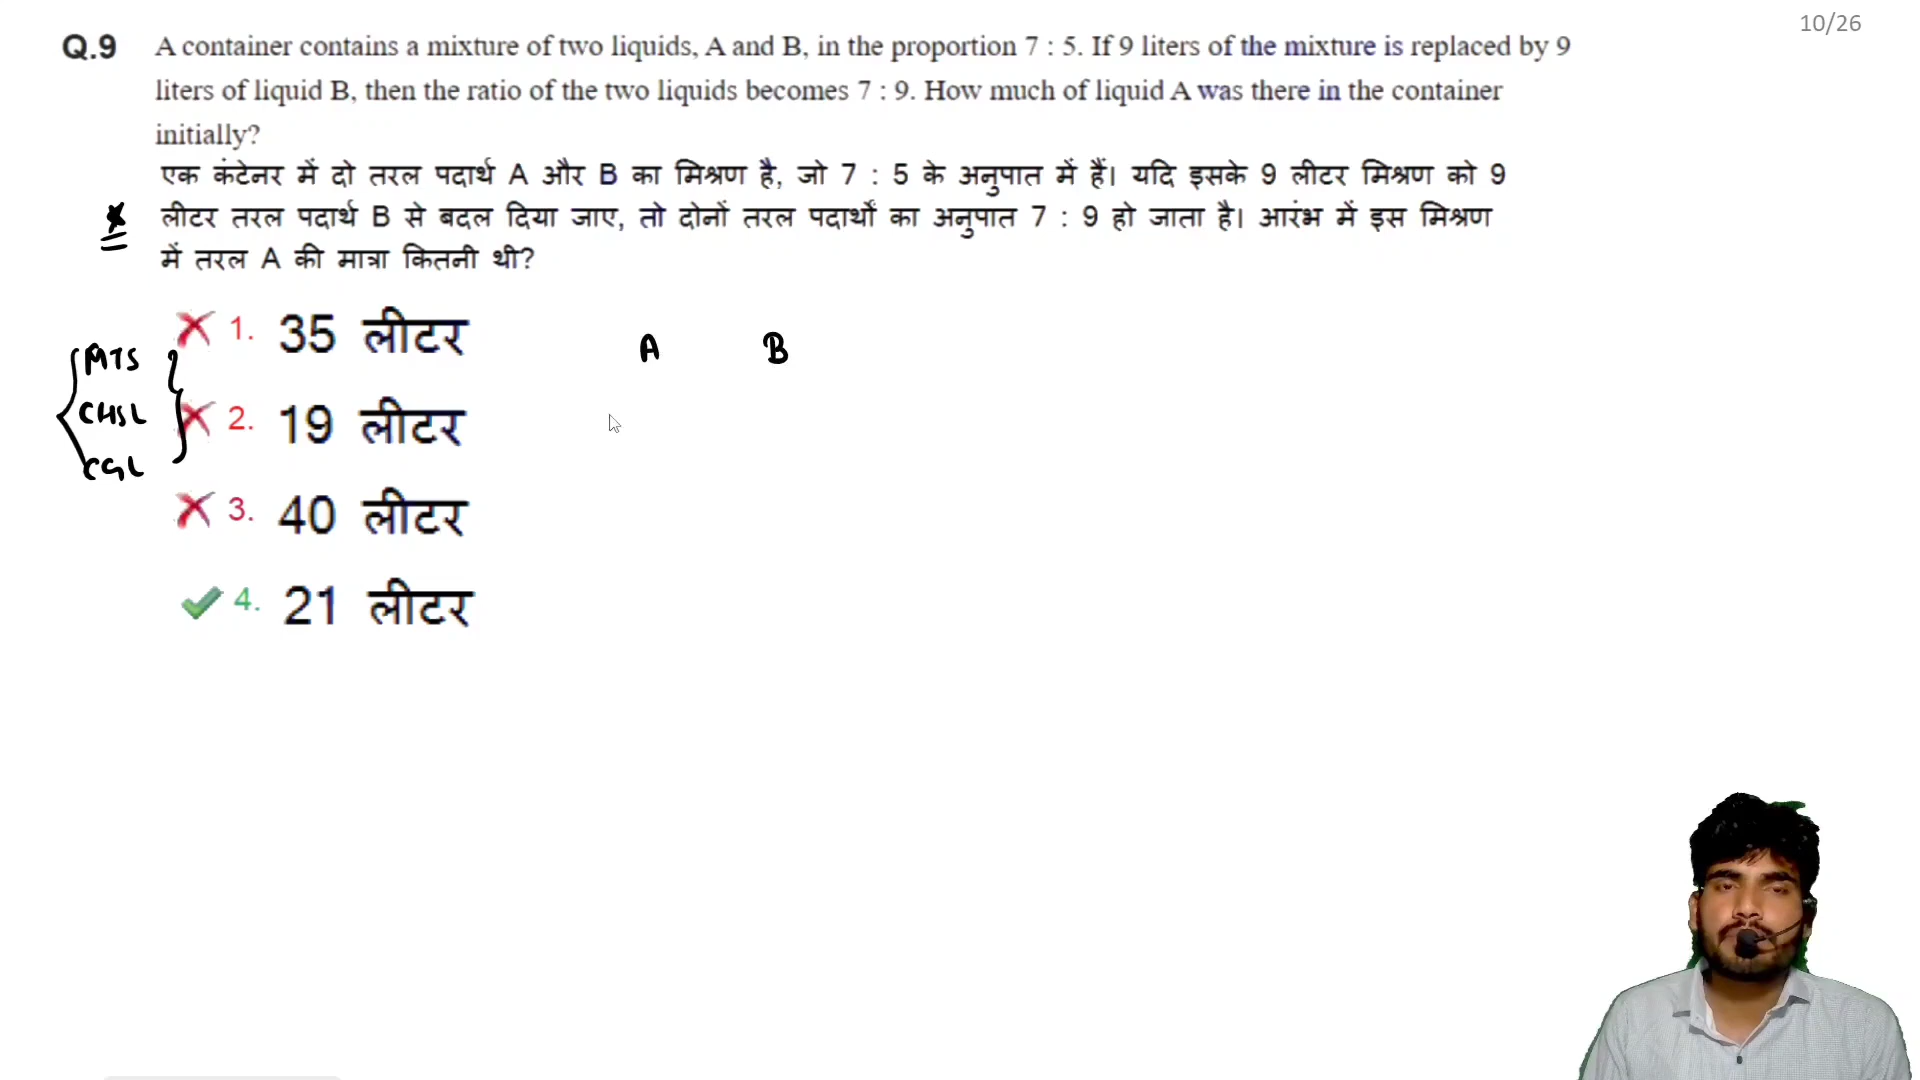 10/26
Q.9 A container contains a mixture of two liquids, A and B, in the proportion 7 : 5. If 9 liters of the mixture is replaced by 9
liters of liquid B, then the ratio of the two liquids becomes 7 : 9. How much of liquid A was there in the container
initially?
एक कंटेनर में दो तरल पदार्थ A और B का मिश्रण है, जो 7 : 5 के अनुपात में हैं। यदि इसके 9 लीटर मिश्रण को 9
लीटर तरल पदार्थ B से बदल दिया जाए, तो दोनों तरल पदार्थों का अनुपात 7 : 9 हो जाता है। आरंभ में इस मिश्रण
में तरल A की मात्रा कितनी थी?
1. 35 लीटर
A B
MTS
2. 19 लीटर
CHSL
CGL
3. 40 लीटर
4. 21 लीटर